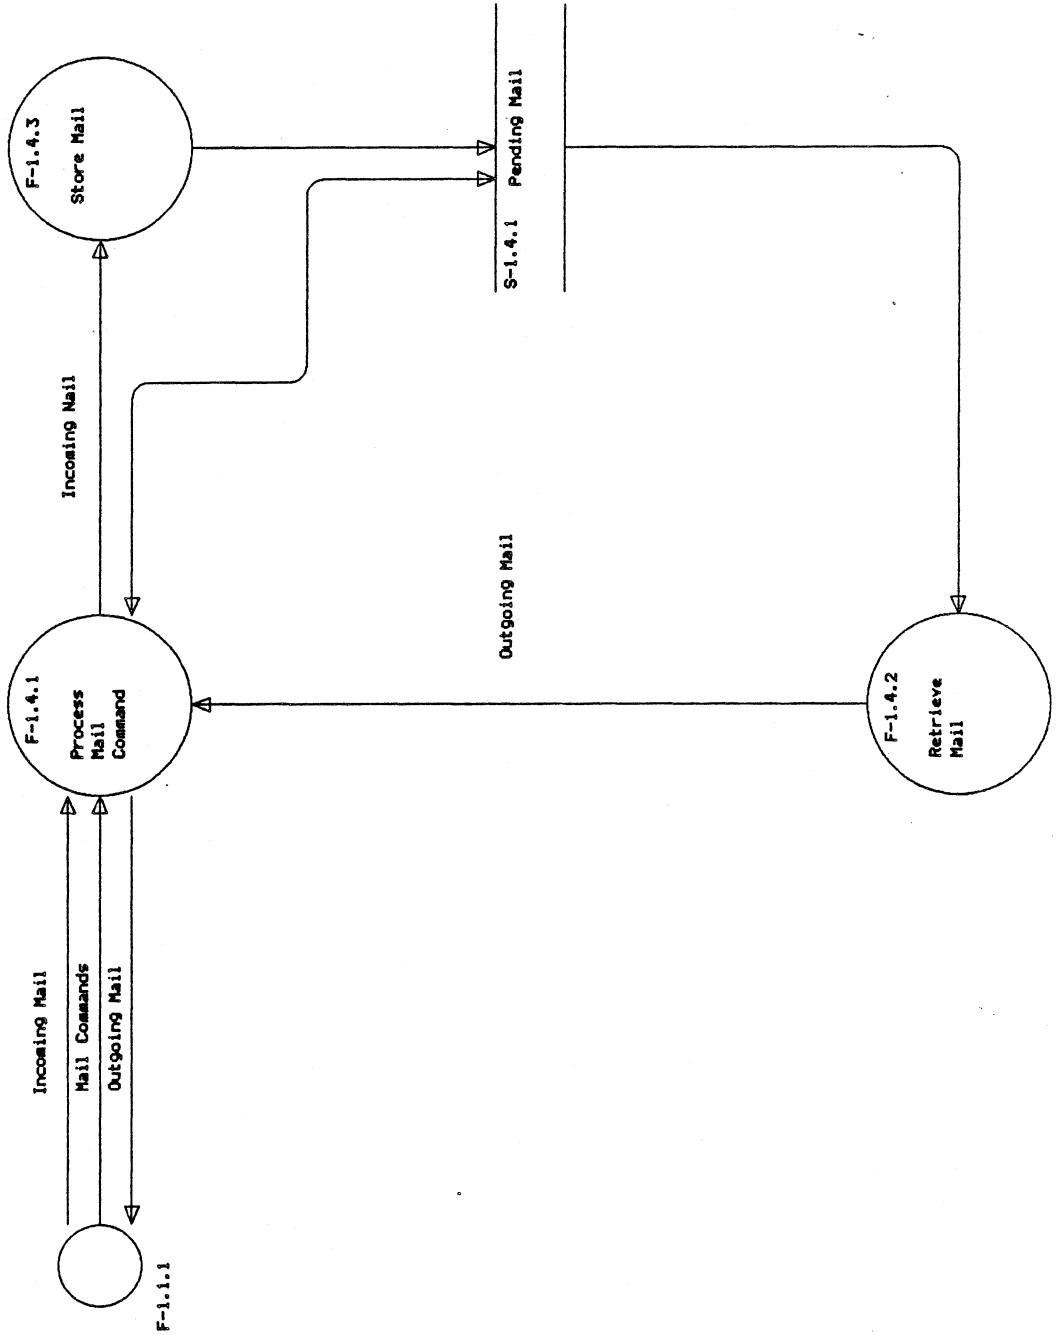 Incoming Mail
Mail Commands
Outgoing Mail
F-1.1.1
F-1.4.1
Process
Mail
Command
Incoming Nail
F-1.4.3
Store Mail
Outgoing Mail
S-1.4.1 Pending Mail
F-1.4.2
Retrieve
Mail